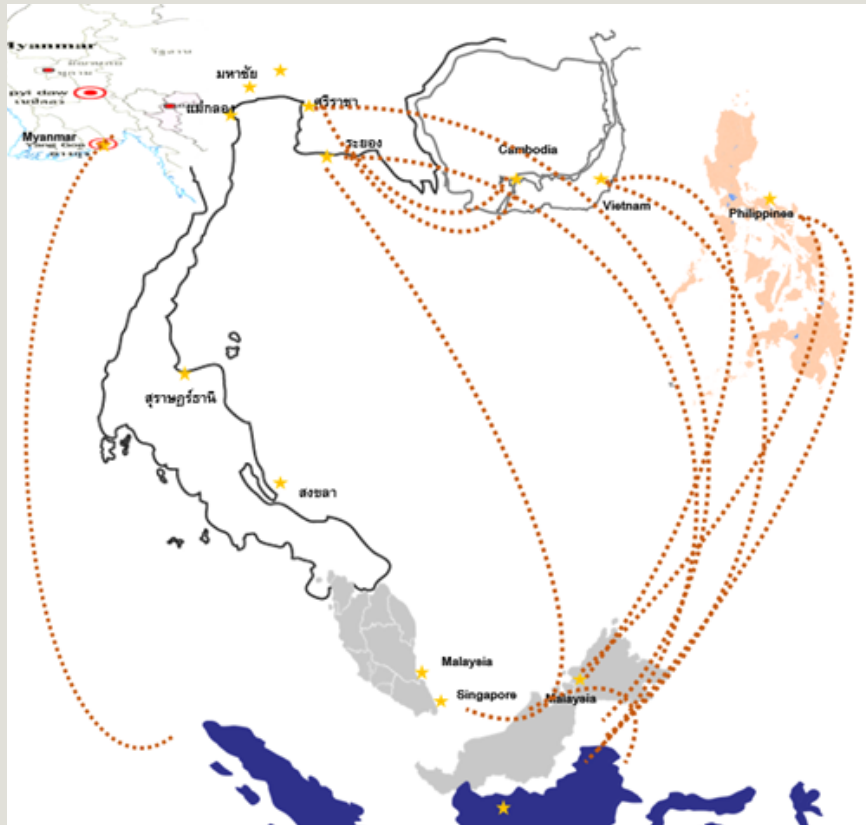 Myanmar
มหาชัย
ศรีราชา
แม่กลอง
Myanmar
ระยอง
Cambodia
Vietnam
Philippines
สุราษฎร์ธานี
สงขลา
Malaysia
Singapore
Malaysia